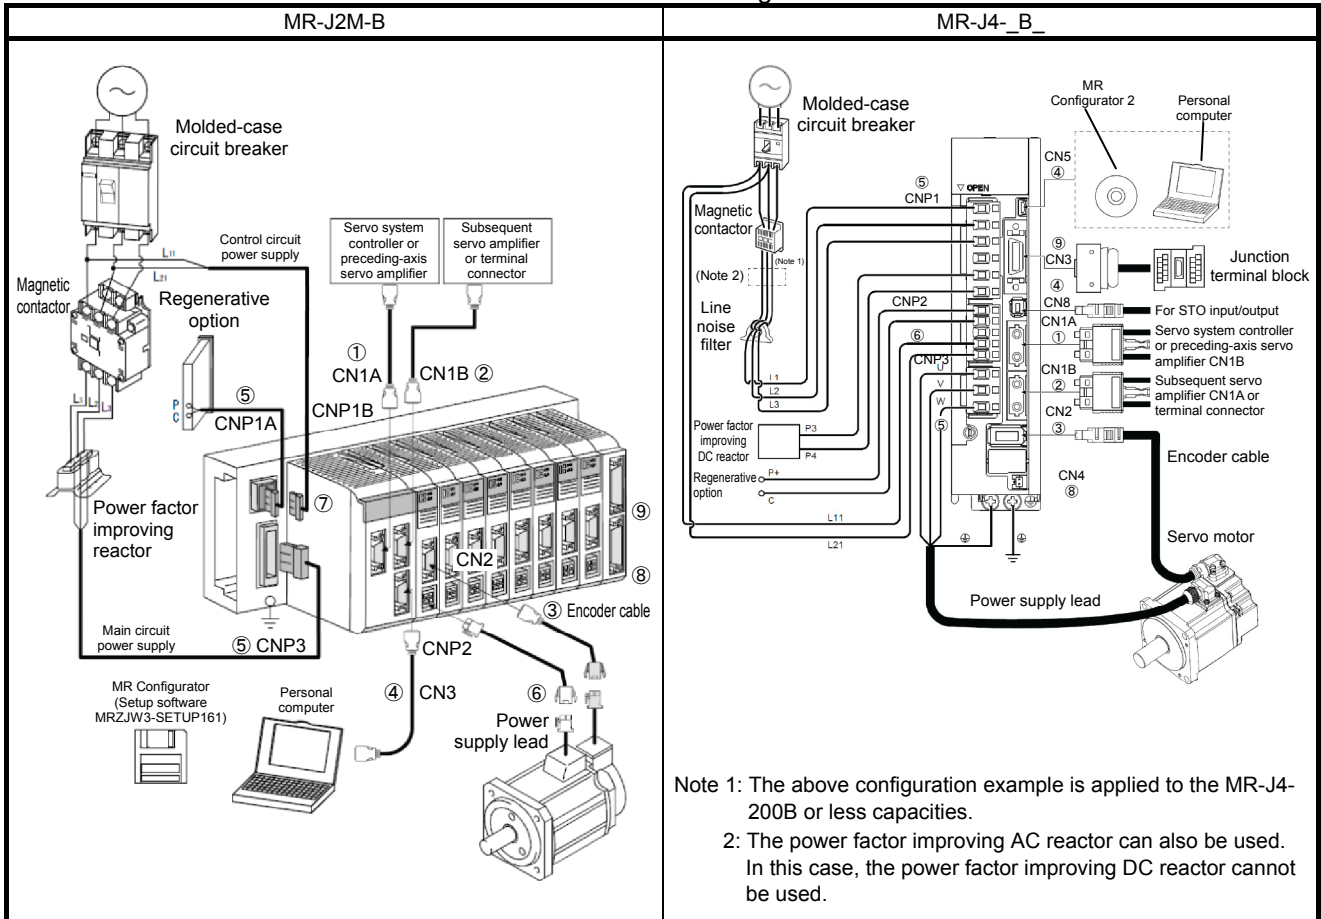 MR-J2M-B
MR-J4-_B_
Molded-case
circuit breaker
Control circuit
power supply
L11
L21
Magnetic
contactor
Regenerative
option
Servo system
controller or
preceding-axis
servo amplifier
Subsequent
servo amplifier
or terminal
connector
①
CN1A
CN1B ②
CNP1B
L1
L2
L3
P
C
⑤
CNP1A
⑦
Power factor
improving
reactor
⑨
CN2
⑧
③ Encoder cable
Main circuit
power supply
⑤ CNP3
CNP2
④ CN3
⑥
MR Configurator
(Setup software
MRZJW3-SETUP161)
Personal
computer
Power
supply lead
Molded-case
circuit breaker
MR
Configurator 2
Personal
computer
CN5
④
▽ OPEN
⑤
CNP1
Magnetic
contactor
(Note 1)
(Note 2)
Line
noise
filter
⑨
CN3
④
Junction
terminal block
CN8
For STO input/output
CNP2
CN1A
①
Servo system controller
or preceding-axis servo
amplifier CN1B
⑥
CNP3
CN1B
②
Subsequent servo
amplifier CN1A or
terminal connector
U
V
W
⑤
L1
L2
L3
CN2
③
Encoder cable
Power factor
improving
DC reactor
P3
P4
Regenerative
option
P+
C
CN4
⑧
L11
L21
Servo motor
Power supply lead
Note 1: The above configuration example is applied to the MR-J4-
200B or less capacities.
2: The power factor improving AC reactor can also be used.
In this case, the power factor improving DC reactor cannot
be used.